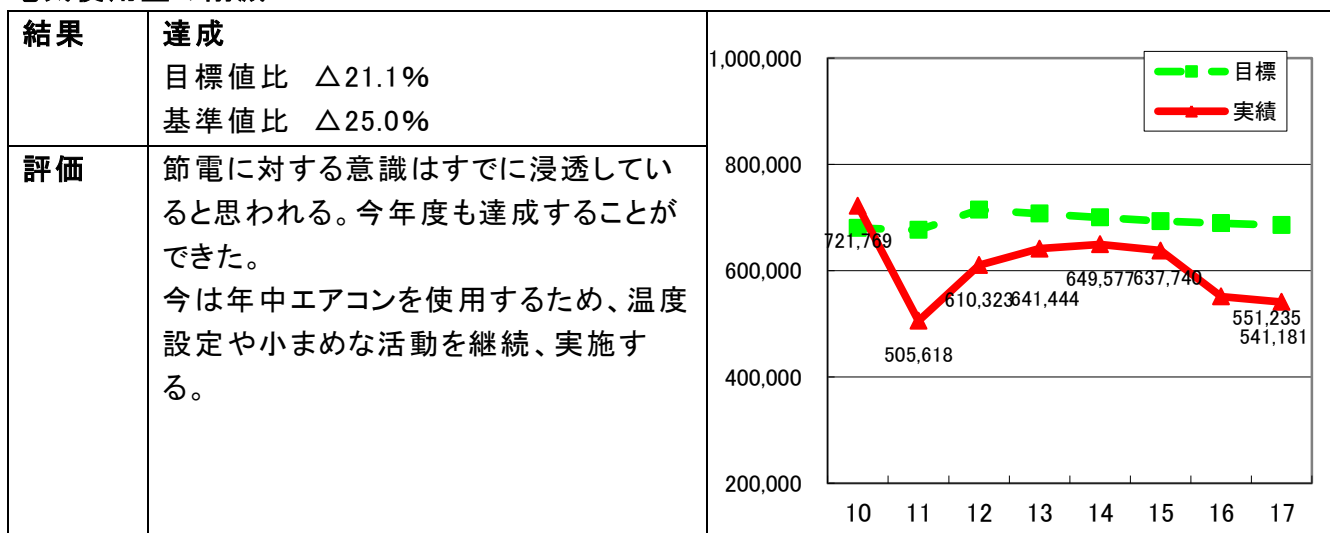 結果
達成
目標値比 △21.1%
基準値比 △25.0%
評価
節電に対する意識はすでに浸透してい
ると思われる。今年度も達成することが
できた。
今は年中エアコンを使用するため、温度
設定や小まめな活動を継続、実施す
る。
目標
実績
1,000,000
800,000
600,000
400,000
200,000
721,769
505,618
610,323
641,444
649,577
637,740
551,235
541,181
10 11 12 13 14 15 16 17